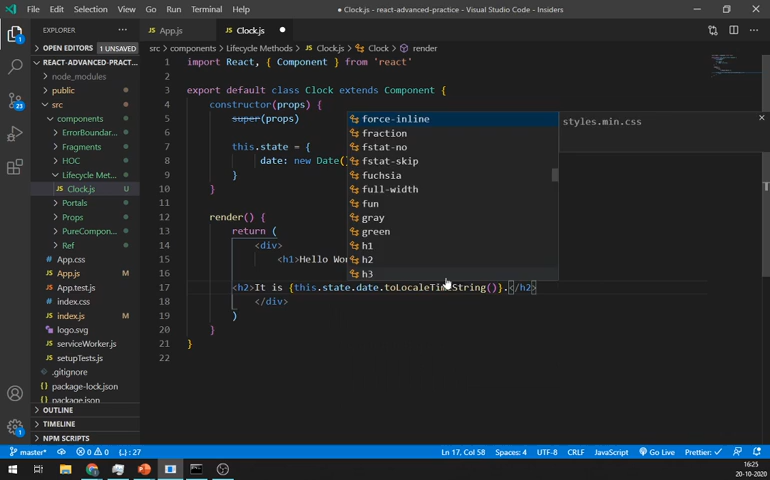 File Edit Selection View Go Run Terminal Help
● Clock.js - react-advanced-practice - Visual Studio Code - Insiders
EXPLORER ...
JS App.js
JS Clock.js ●
OPEN EDITORS 1 UNSAVED
src > components > Lifecycle Methods > JS Clock.js > Clock > render
REACT-ADVANCED-PRACT...
node_modules
public
src
components
ErrorBoundar...
Fragments
HOC
Lifecycle Met...
JS Clock.js U
Portals
Props
PureCompon...
Ref
App.css
JS App.js M
JS App.test.js
index.css
JS index.js M
logo.svg
JS serviceWorker.js
JS setupTests.js
.gitignore
package-lock.json
package.json
OUTLINE
TIMELINE
NPM SCRIPTS
1 import React, { Component } from 'react'
2
3 export default class Clock extends Component {
4 constructor(props) {
5 super(props)
6
7 this.state = {
8 date: new Date()
9 }
10 }
11
12 render() {
13 return (
14 <div>
15 <h1>Hello Wor
16
17 <h2>It is {this.state.date.toLocaleTimeString()}.</h2>
18 </div>
19 )
20 }
21 }
22
force-inline
fraction
fstat-no
fstat-skip
fuchsia
full-width
fun
gray
green
h1
h2
h3
styles.min.css
1
23
1
master* 0 0 {..}: 27
Ln 17, Col 58 Spaces: 4 UTF-8 CRLF JavaScript Go Live Prettier: ✓
16:25
20-10-2020